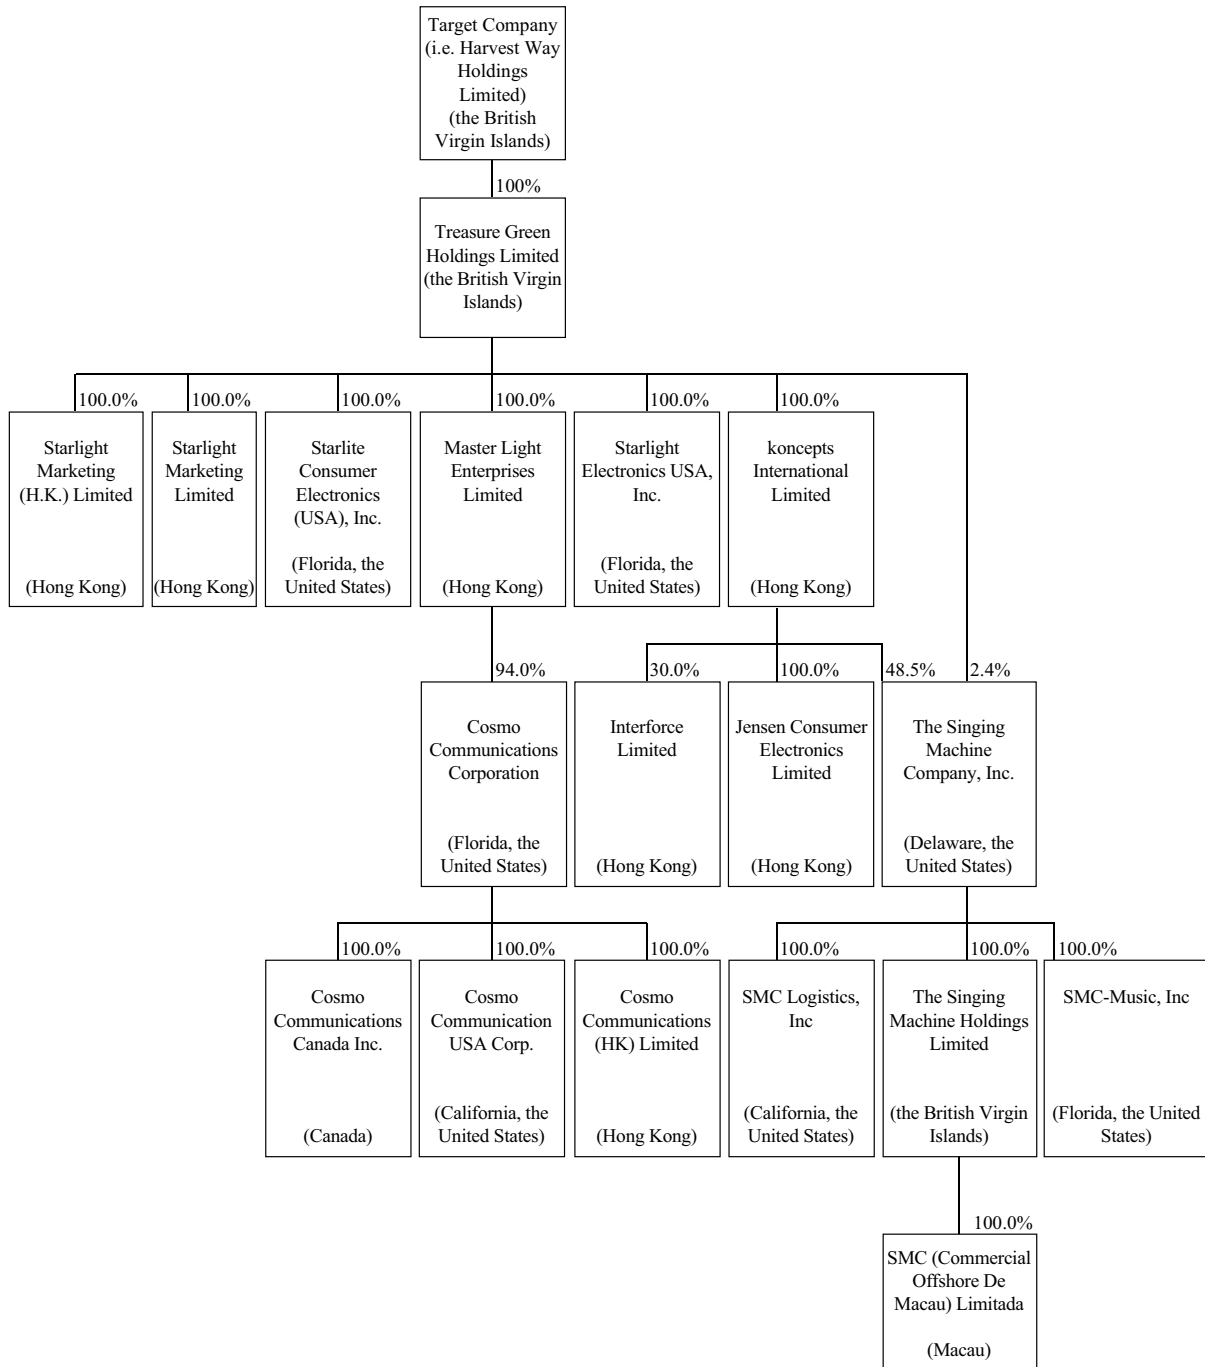 Target Company
(i.e. Harvest Way
Holdings
Limited)
(the British
Virgin Islands)
100%
Treasure Green
Holdings Limited
(the British Virgin
Islands)
100.0%
Starlight
Marketing
(H.K.) Limited
(Hong Kong)
100.0%
Starlight
Marketing
Limited
(Hong Kong)
100.0%
Starlite
Consumer
Electronics
(USA), Inc.
(Florida, the
United States)
100.0%
Master Light
Enterprises
Limited
(Hong Kong)
100.0%
Starlight
Electronics USA,
Inc.
(Florida, the
United States)
100.0%
koncepts
International
Limited
(Hong Kong)
94.0%
Cosmo
Communications
Corporation
(Florida, the
United States)
30.0%
Interforce
Limited
(Hong Kong)
100.0%
Jensen Consumer
Electronics
Limited
(Hong Kong)
48.5%
2.4%
The Singing
Machine
Company, Inc.
(Delaware, the
United States)
100.0%
Cosmo
Communications
Canada Inc.
(Canada)
100.0%
Cosmo
Communication
USA Corp.
(California, the
United States)
100.0%
Cosmo
Communications
(HK) Limited
(Hong Kong)
100.0%
SMC Logistics,
Inc
(California, the
United States)
100.0%
The Singing
Machine Holdings
Limited
(the British Virgin
Islands)
100.0%
SMC-Music, Inc
(Florida, the United
States)
100.0%
SMC (Commercial
Offshore De
Macau) Limitada
(Macau)